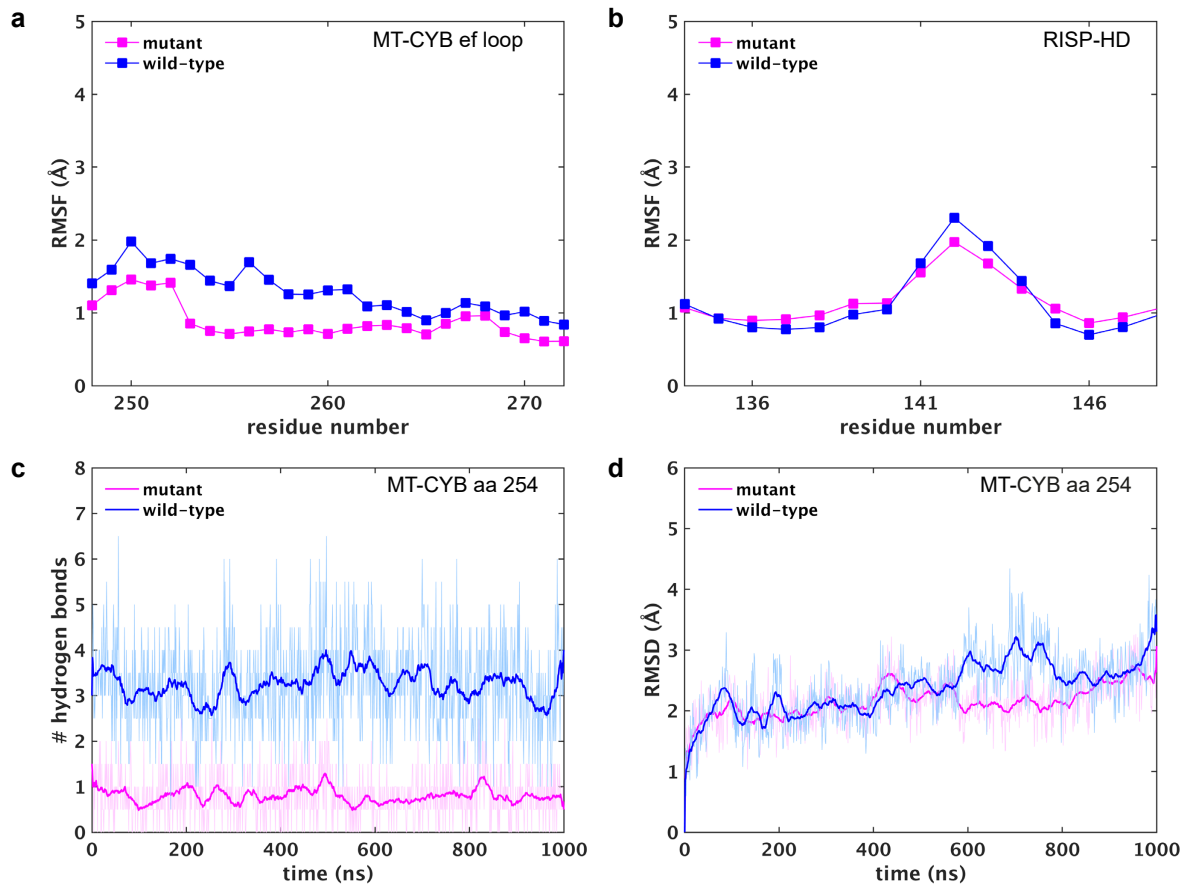 a
MT-CYB ef loop
mutant
wild-type
5
4
3
2
1
0
RMSF (Å)
250
260
270
residue number
b
RISP-HD
mutant
wild-type
5
4
3
2
1
0
RMSF (Å)
136
141
146
residue number
c
MT-CYB aa 254
mutant
wild-type
8
7
6
5
4
3
2
1
0
# hydrogen bonds
0
200
400
600
800
1000
time (ns)
d
MT-CYB aa 254
mutant
wild-type
6
5
4
3
2
1
0
RMSD (Å)
0
200
400
600
800
1000
time (ns)